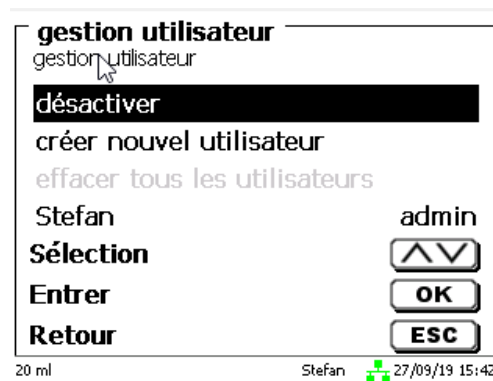 gestion utilisateur
gestion utilisateur
désactiver
créer nouvel utilisateur
effacer tous les utilisateurs
Stefan admin
Sélection
Entrer OK
Retour ESC
20 ml Stefan 27/09/19 15:42